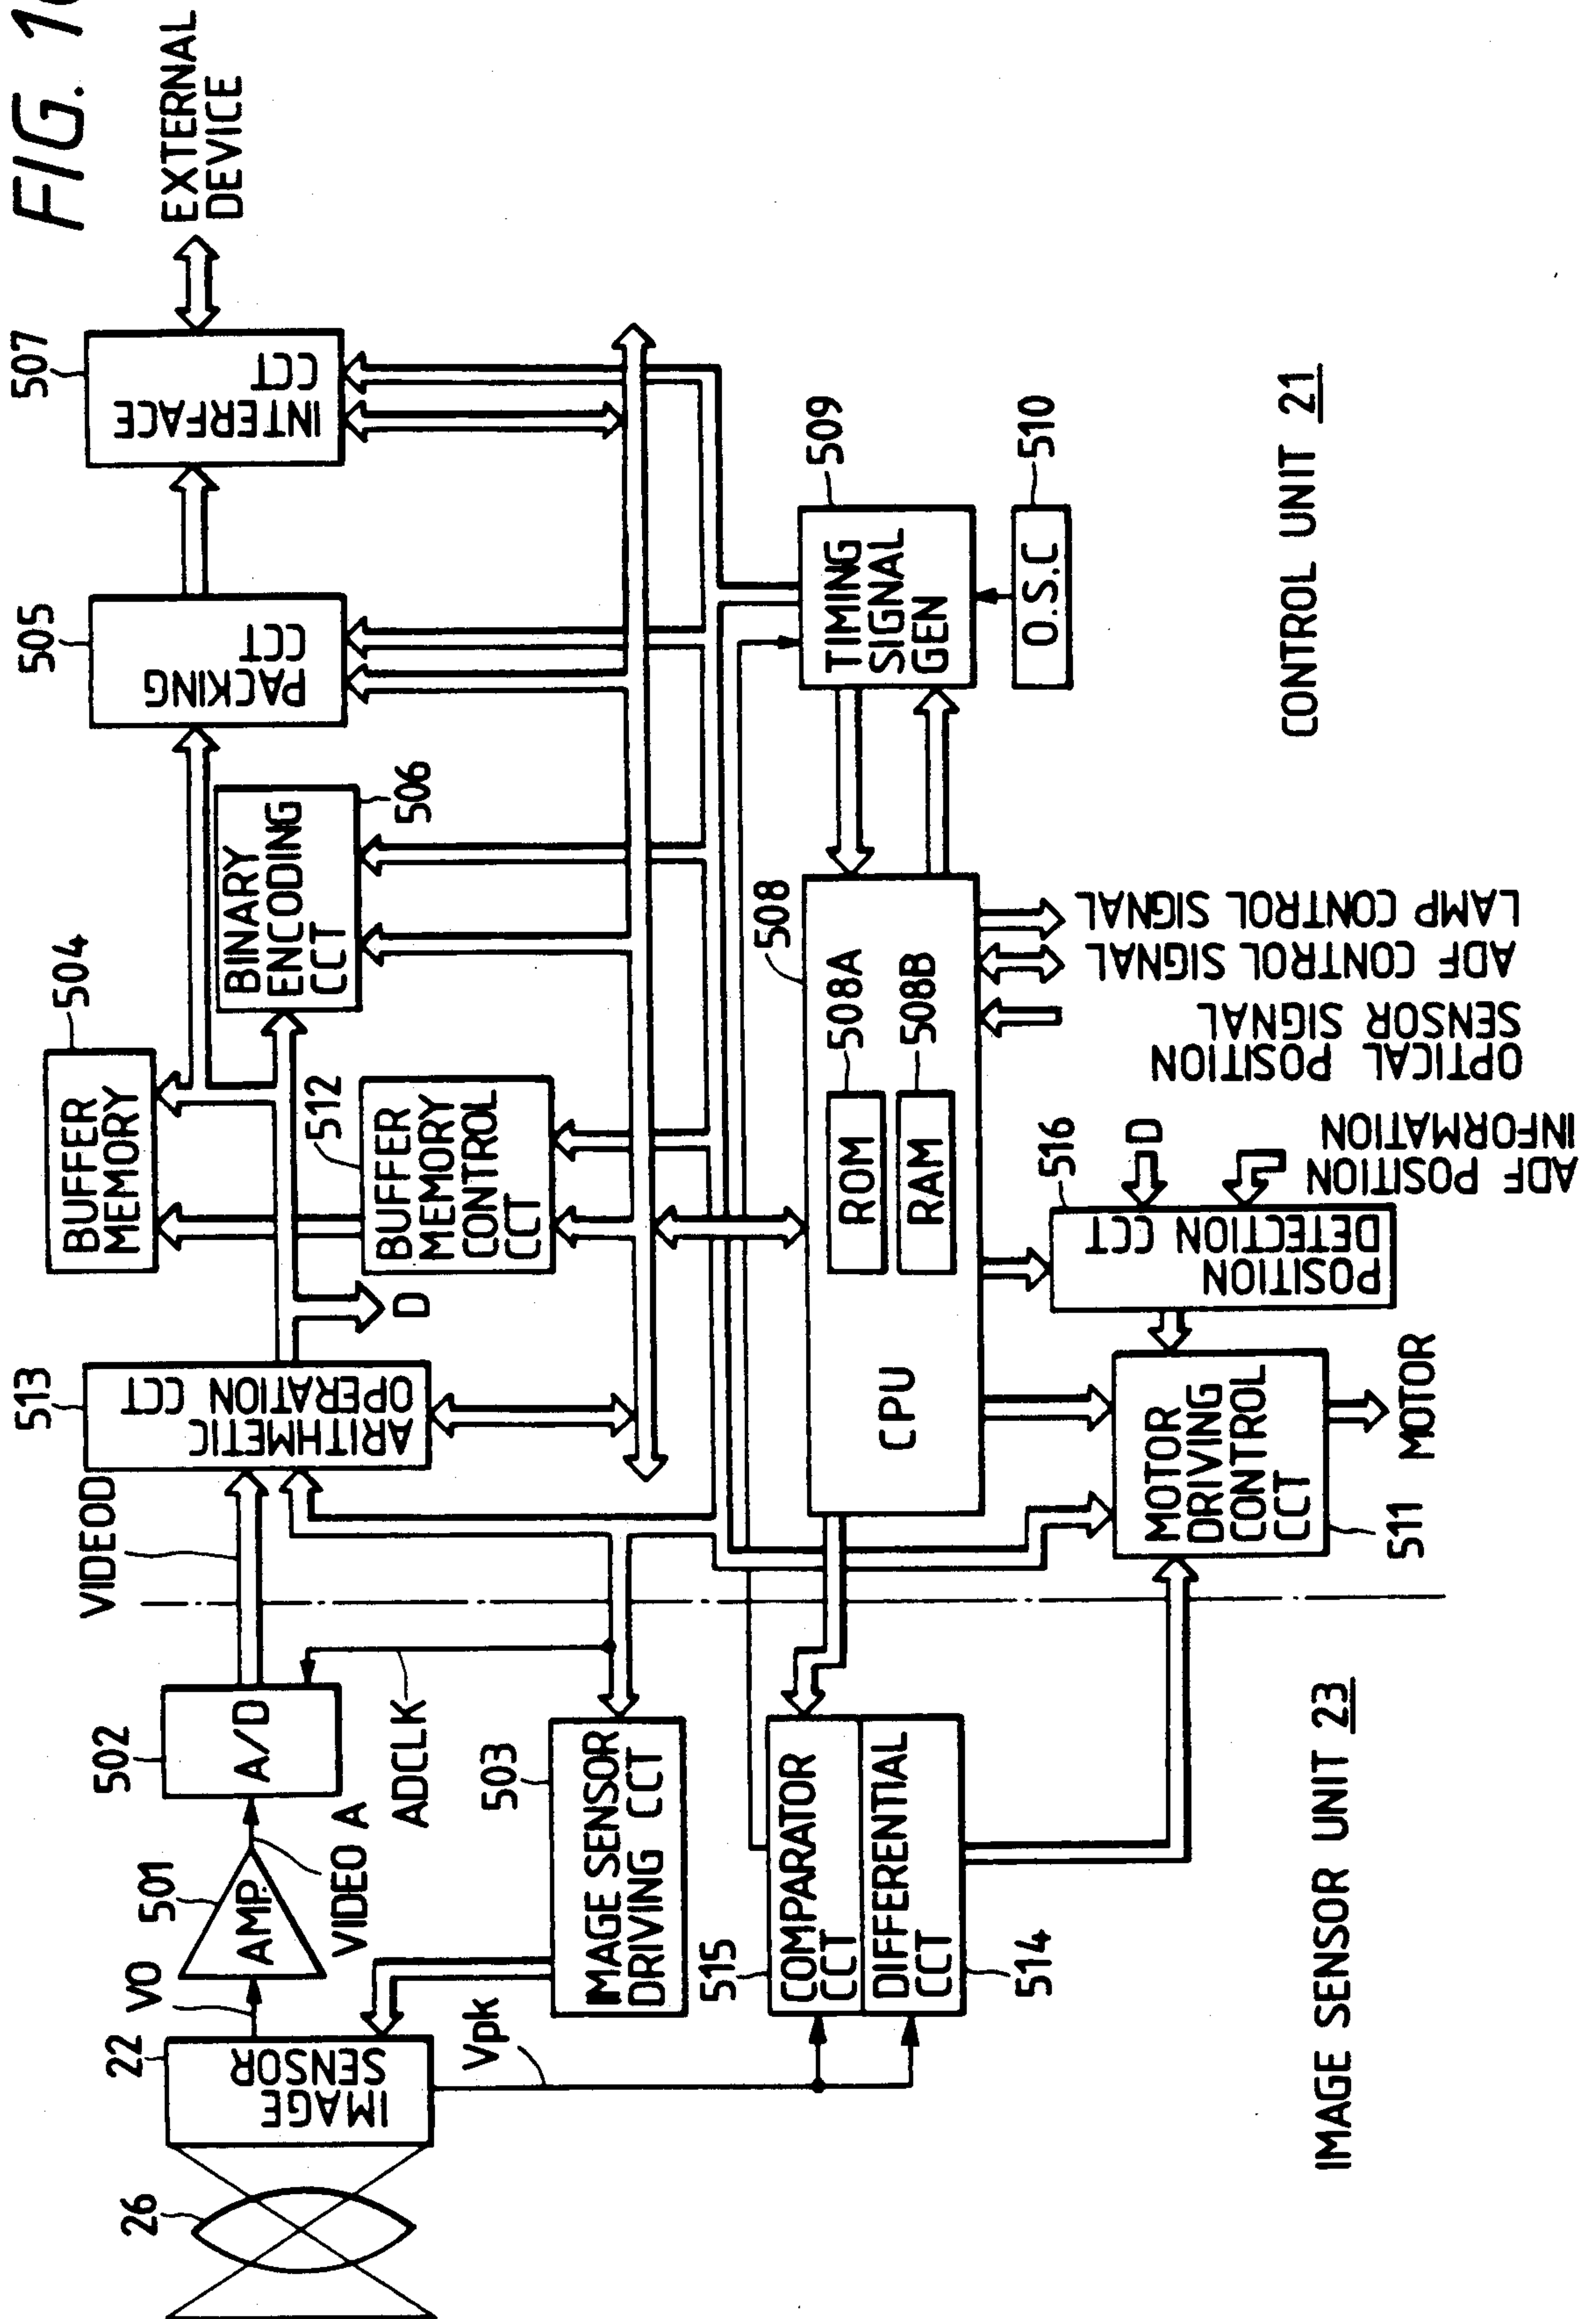 FIG. 1
EXTERNAL
DEVICE
507
INTERFACE
CCT
505
PACKING
CCT
506
BINARY
ENCODING
CCT
504
BUFFER
MEMORY
512
BUFFER
MEMORY
CONTROL
CCT
D
513
ARITHMETIC
OPERATION CCT
VIDEOD
502
A/D
ADCLK
501
AMP.
VIDEO A
VO
22
IMAGE
SENSOR
26
Vpk
503
IMAGE SENSOR
DRIVING CCT
515
COMPARATOR
CCT
DIFFERENTIAL
CCT
514
509
TIMING
SIGNAL
GEN
510
O.S.C
508
CPU
508A
ROM
508B
RAM
LAMP CONTROL SIGNAL
ADF CONTROL SIGNAL
OPTICAL POSITION
SENSOR SIGNAL
ADF POSITION
INFORMATION
D
516
POSITION
DETECTION CCT
MOTOR
DRIVING
CONTROL
CCT
511
MOTOR
CONTROL UNIT 21
IMAGE SENSOR UNIT 23